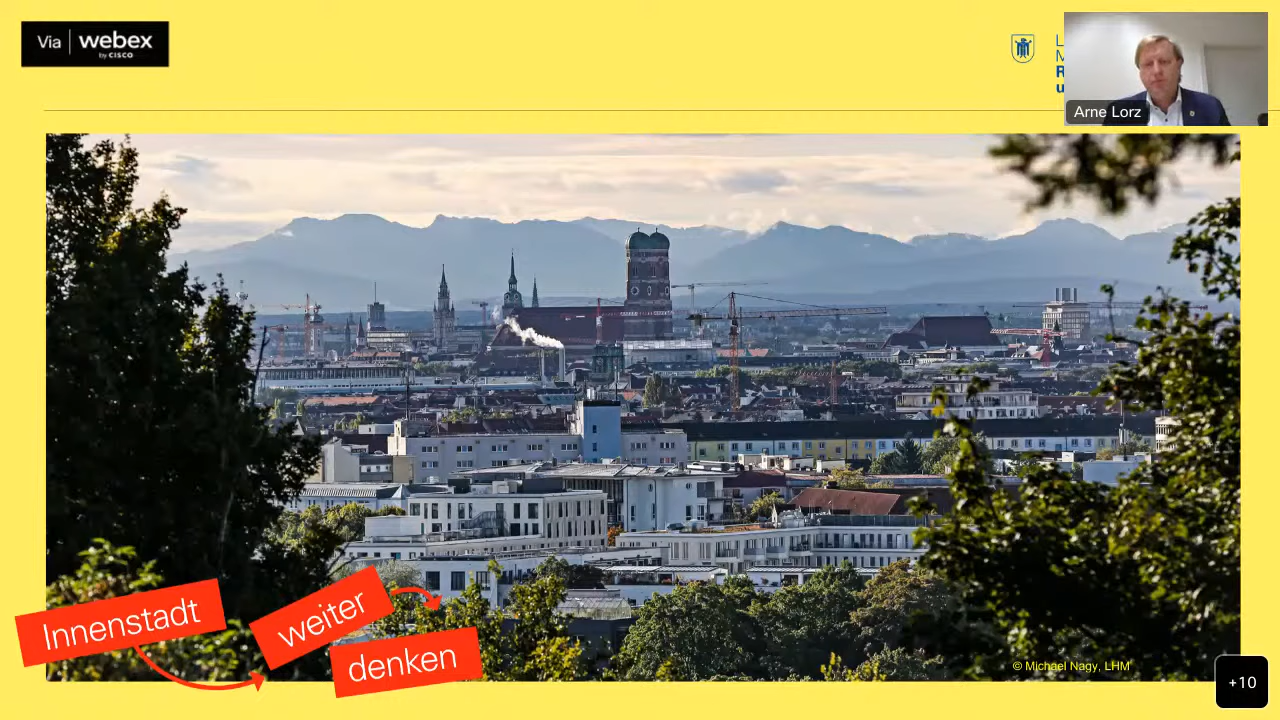 Via | webex
by CISCO
Arne Lorz
Innenstadt
weiter
denken
© Michael Nagy, LHM
+10